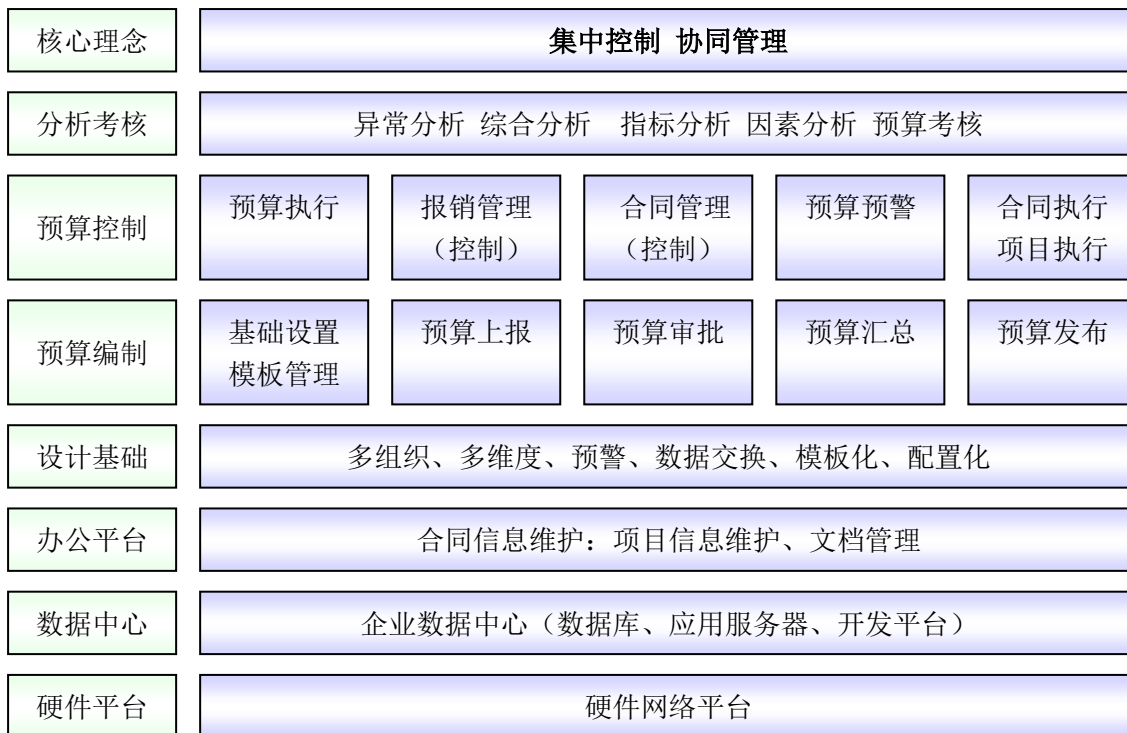 核心理念
集中控制 协同管理
分析考核
异常分析 综合分析 指标分析 因素分析 预算考核
预算控制
预算执行
报销管理
（控制）
合同管理
（控制）
预算预警
合同执行
项目执行
预算编制
基础设置
模板管理
预算上报
预算审批
预算汇总
预算发布
设计基础
多组织、多维度、预警、数据交换、模板化、配置化
办公平台
合同信息维护：项目信息维护、文档管理
数据中心
企业数据中心（数据库、应用服务器、开发平台）
硬件平台
硬件网络平台